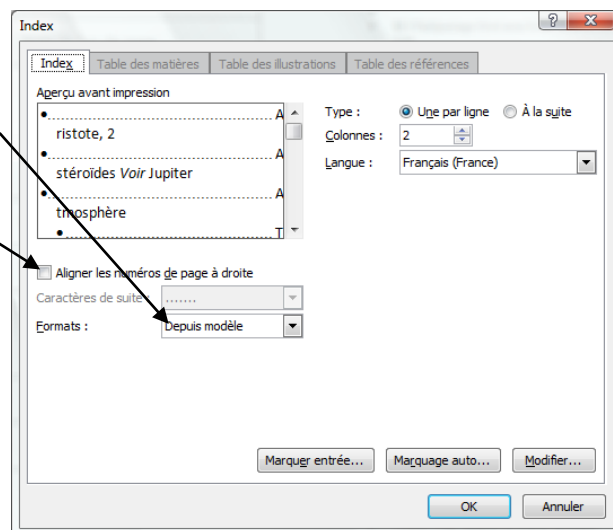 Index
Index Table des matières Table des illustrations Table des références
Aperçu avant impression
•.......................................... A
ristote, 2
•.......................................... A
stéroïdes Voir Jupiter
•.......................................... A
tmosphère
•.......................................... T
Type : Une par ligne À la suite
Colonnes : 2
Langue : Français (France)
Aligner les numéros de page à droite
Caractères de suite : .......
Formats : Depuis modèle
Marquer entrée... Marquage auto... Modifier...
OK Annuler